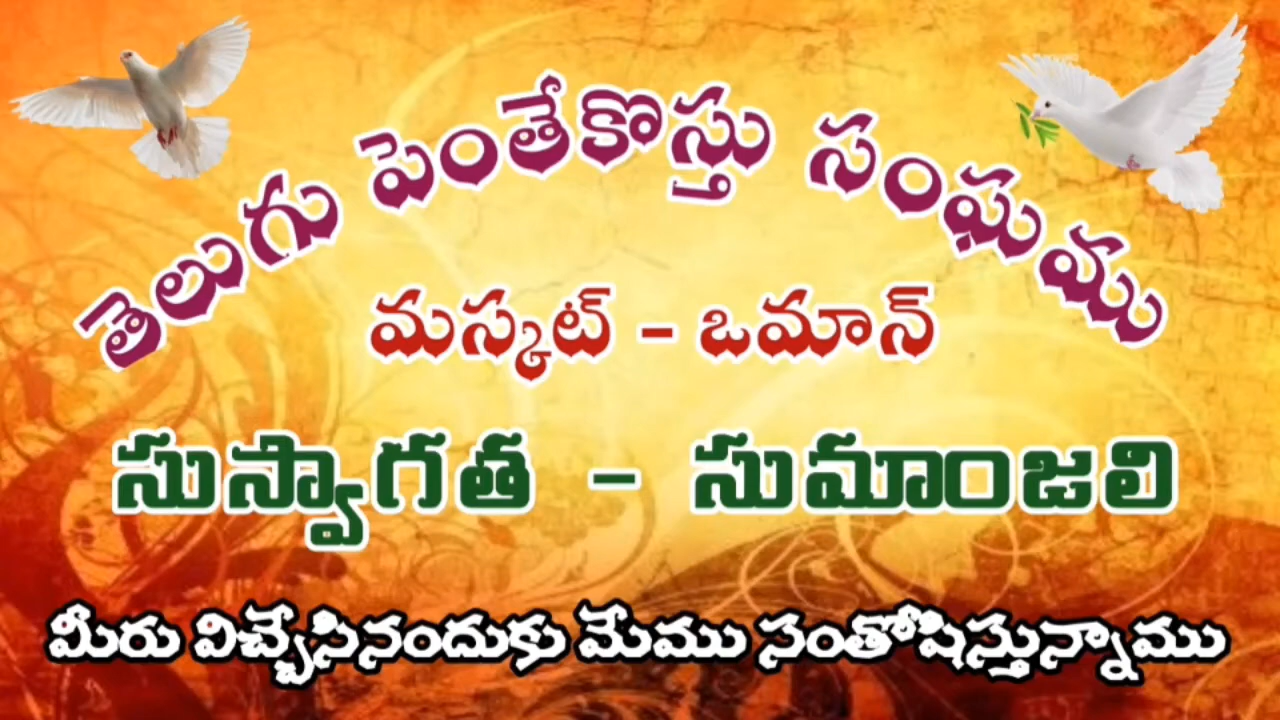 తెలుగు పెంతేకొస్తు సంఘము
మస్కట్ - ఒమాన్
సుస్వాగత - సుమాంజలి
మీరు విచ్చేసినందుకు మేము సంతోషిస్తున్నాము